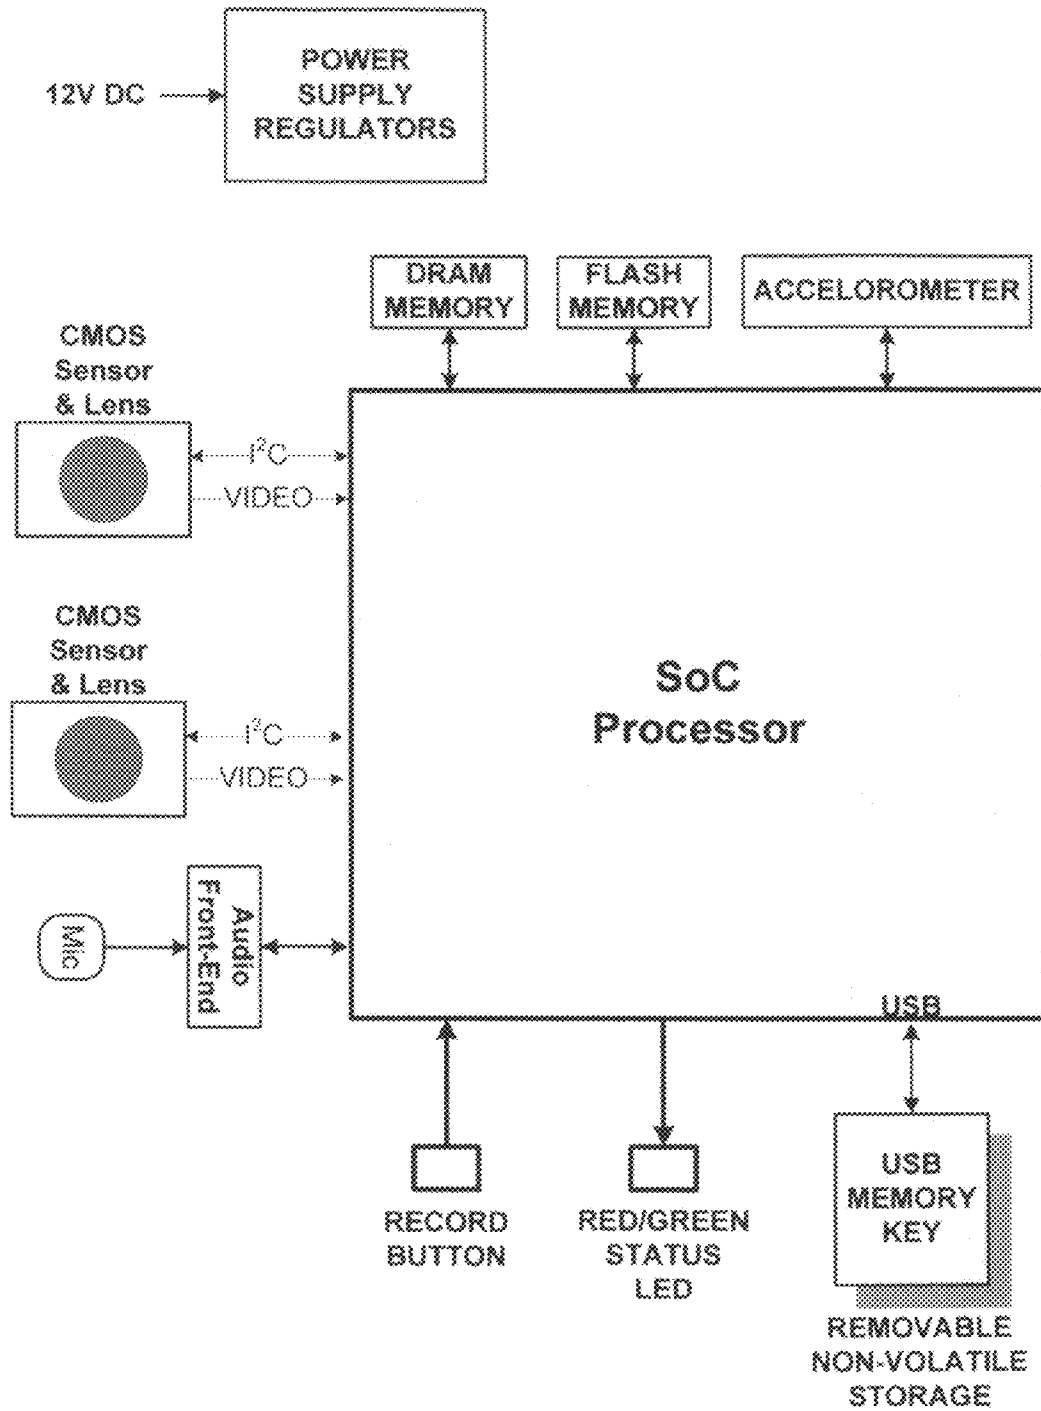 POWER
SUPPLY
REGULATORS
12V DC
DRAM
MEMORY
FLASH
MEMORY
ACCELOROMETER
CMOS
Sensor
& Lens
I²C
VIDEO
CMOS
Sensor
& Lens
I²C
VIDEO
SoC
Processor
Mic
Audio
Front-End
USB
RECORD
BUTTON
RED/GREEN
STATUS
LED
USB
MEMORY
KEY
REMOVABLE
NON-VOLATILE
STORAGE